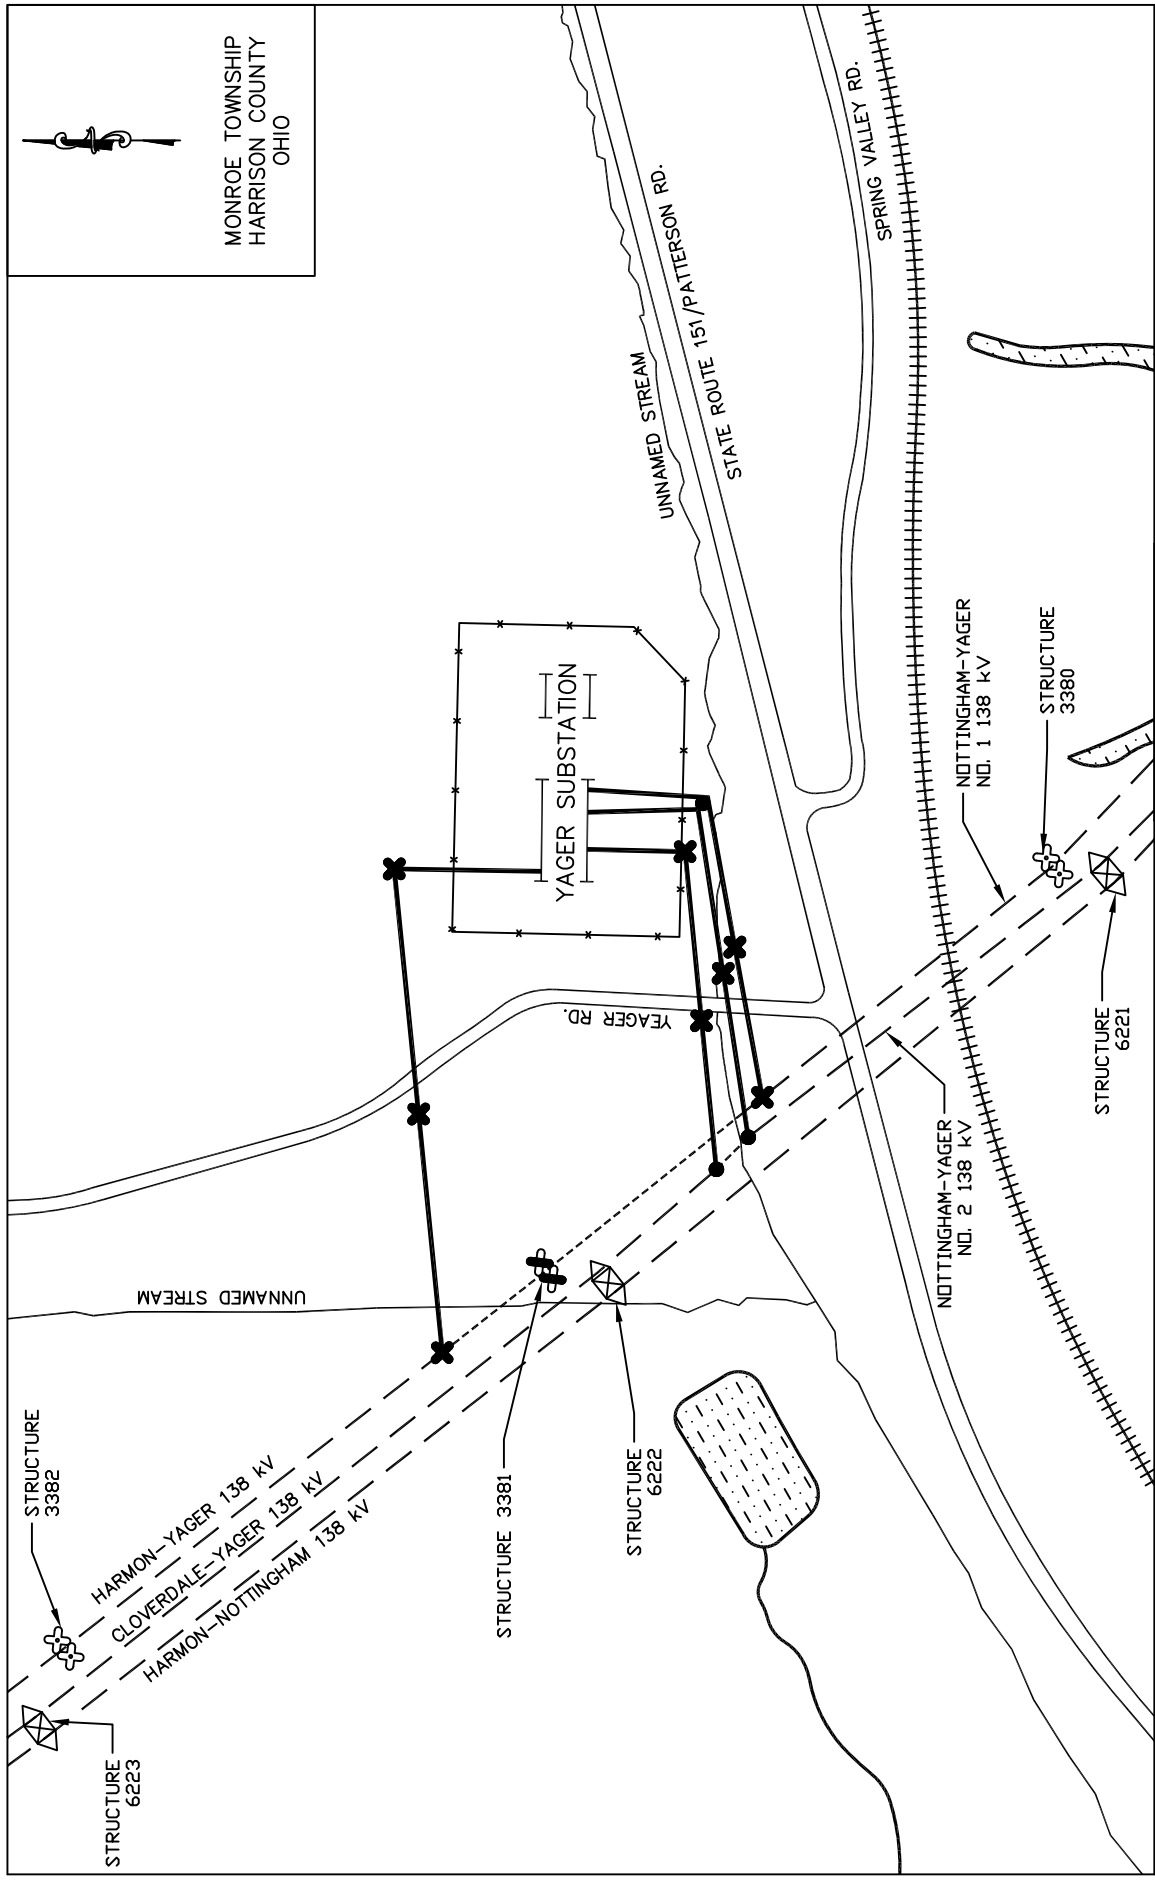 MONROE TOWNSHIP
HARRISON COUNTY
OHIO
STRUCTURE
6223
STRUCTURE
3382
HARMON-YAGER 138 kV
CLOVERDALE-YAGER 138 kV
HARMON-NOTTINGHAM 138 kV
UNNAMED STREAM
STRUCTURE 3381
STRUCTURE
6222
YEAGER RD.
YAGER SUBSTATION
UNNAMED STREAM
STATE ROUTE 151/PATTERSON RD.
SPRING VALLEY RD.
NOTTINGHAM-YAGER
NO. 2 138 kV
NOTTINGHAM-YAGER
NO. 1 138 kV
STRUCTURE
3380
STRUCTURE
6221